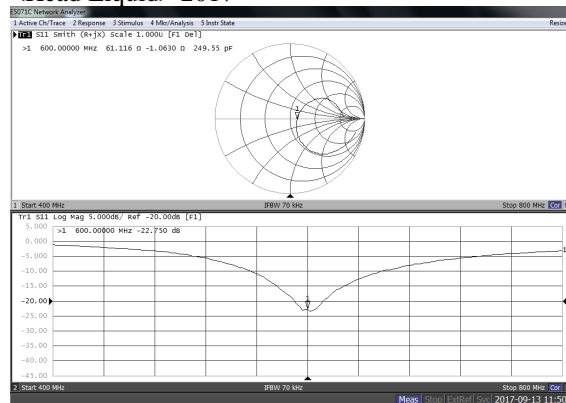 Head Liquid/ 2017
E5071C Network Analyzer
1 Active Ch/Trace 2 Response 3 Stimulus 4 Mkr/Analysis 5 Instr State
Resize
Tr1 S11 Smith (R+jX) Scale 1.000U [F1 Del]
>1 600.00000 MHz 61.116 Ω -1.0630 Ω 249.55 pF
1
1 Start 400 MHz IFBW 70 kHz Stop 800 MHz Cor
Tr1 S11 Log Mag 5.000dB/ Ref -20.00dB [F1]
5.000
>1 600.00000 MHz -22.750 dB
0.000
-5.000
-10.00
-15.00
-20.00
-25.00
-30.00
-35.00
-40.00
-45.00
1
2 Start 400 MHz IFBW 70 kHz Stop 800 MHz Cor
Meas Stop ExtRef Svc 2017-09-13 11:50